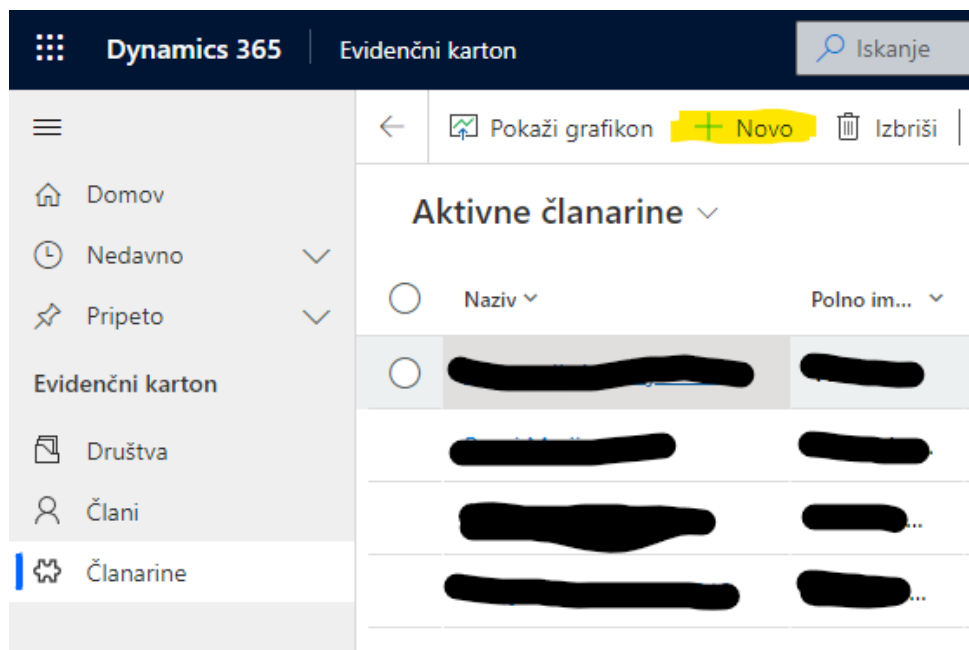 Dynamics 365 Evidenčni karton Iskanje
Pokaži grafikon Novo Izbriši
Domov
Nedavno
Pripeto
Evidenčni karton
Društva
Člani
Članarine
Aktivne članarine
Naziv Polno im...